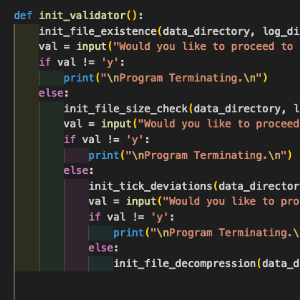 def init_validator():
init_file_existence(data_directory, log_di
val = input("Would you like to proceed to
if val != 'y':
print("\nProgram Terminating.\n")
else:
init_file_size_check(data_directory, l
val = input("Would you like to proceed
if val != 'y':
print("\nProgram Terminating.\n")
else:
init_tick_deviations(data_director
val = input("Would you like to pro
if val != 'y':
print("\nProgram Terminating.\
else:
init_file_decompression(data_d